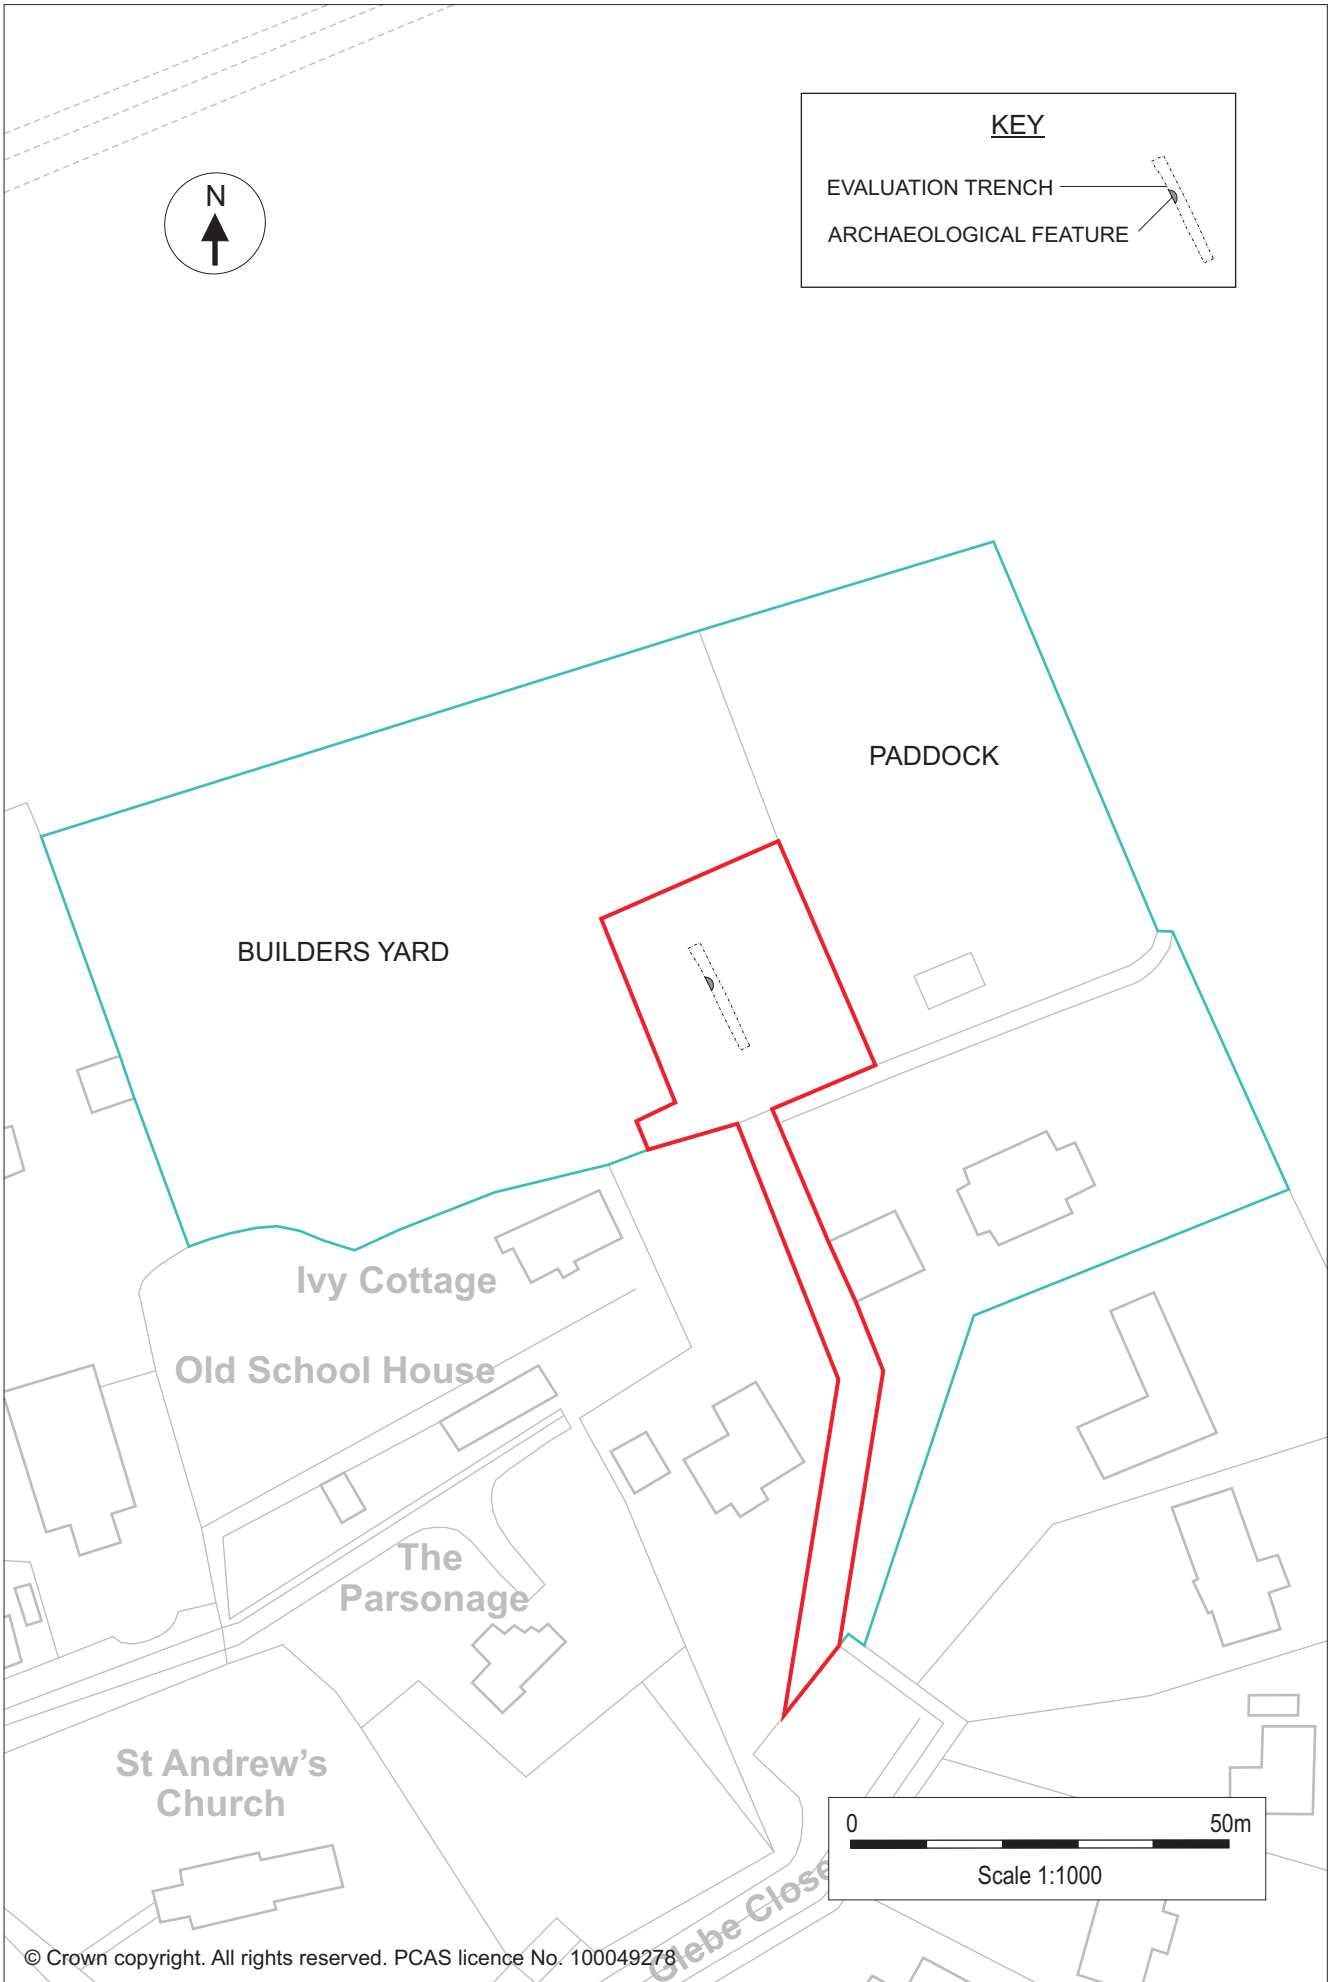 KEY
EVALUATION TRENCH
ARCHAEOLOGICAL FEATURE
N
PADDOCK
BUILDERS YARD
Ivy Cottage
Old School House
The
Parsonage
St Andrew's
Church
Glebe Close
0 50m
Scale 1:1000
© Crown copyright. All rights reserved. PCAS licence No. 100049278